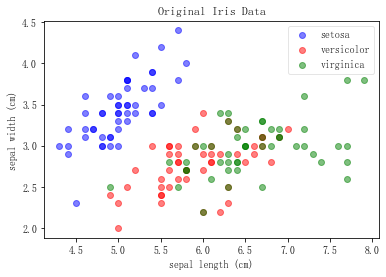 Original Iris Data
setosa
versicolor
virginica
4.5
4.0
3.5
3.0
2.5
2.0
sepal width (cm)
4.5 5.0 5.5 6.0 6.5 7.0 7.5 8.0
sepal length (cm)